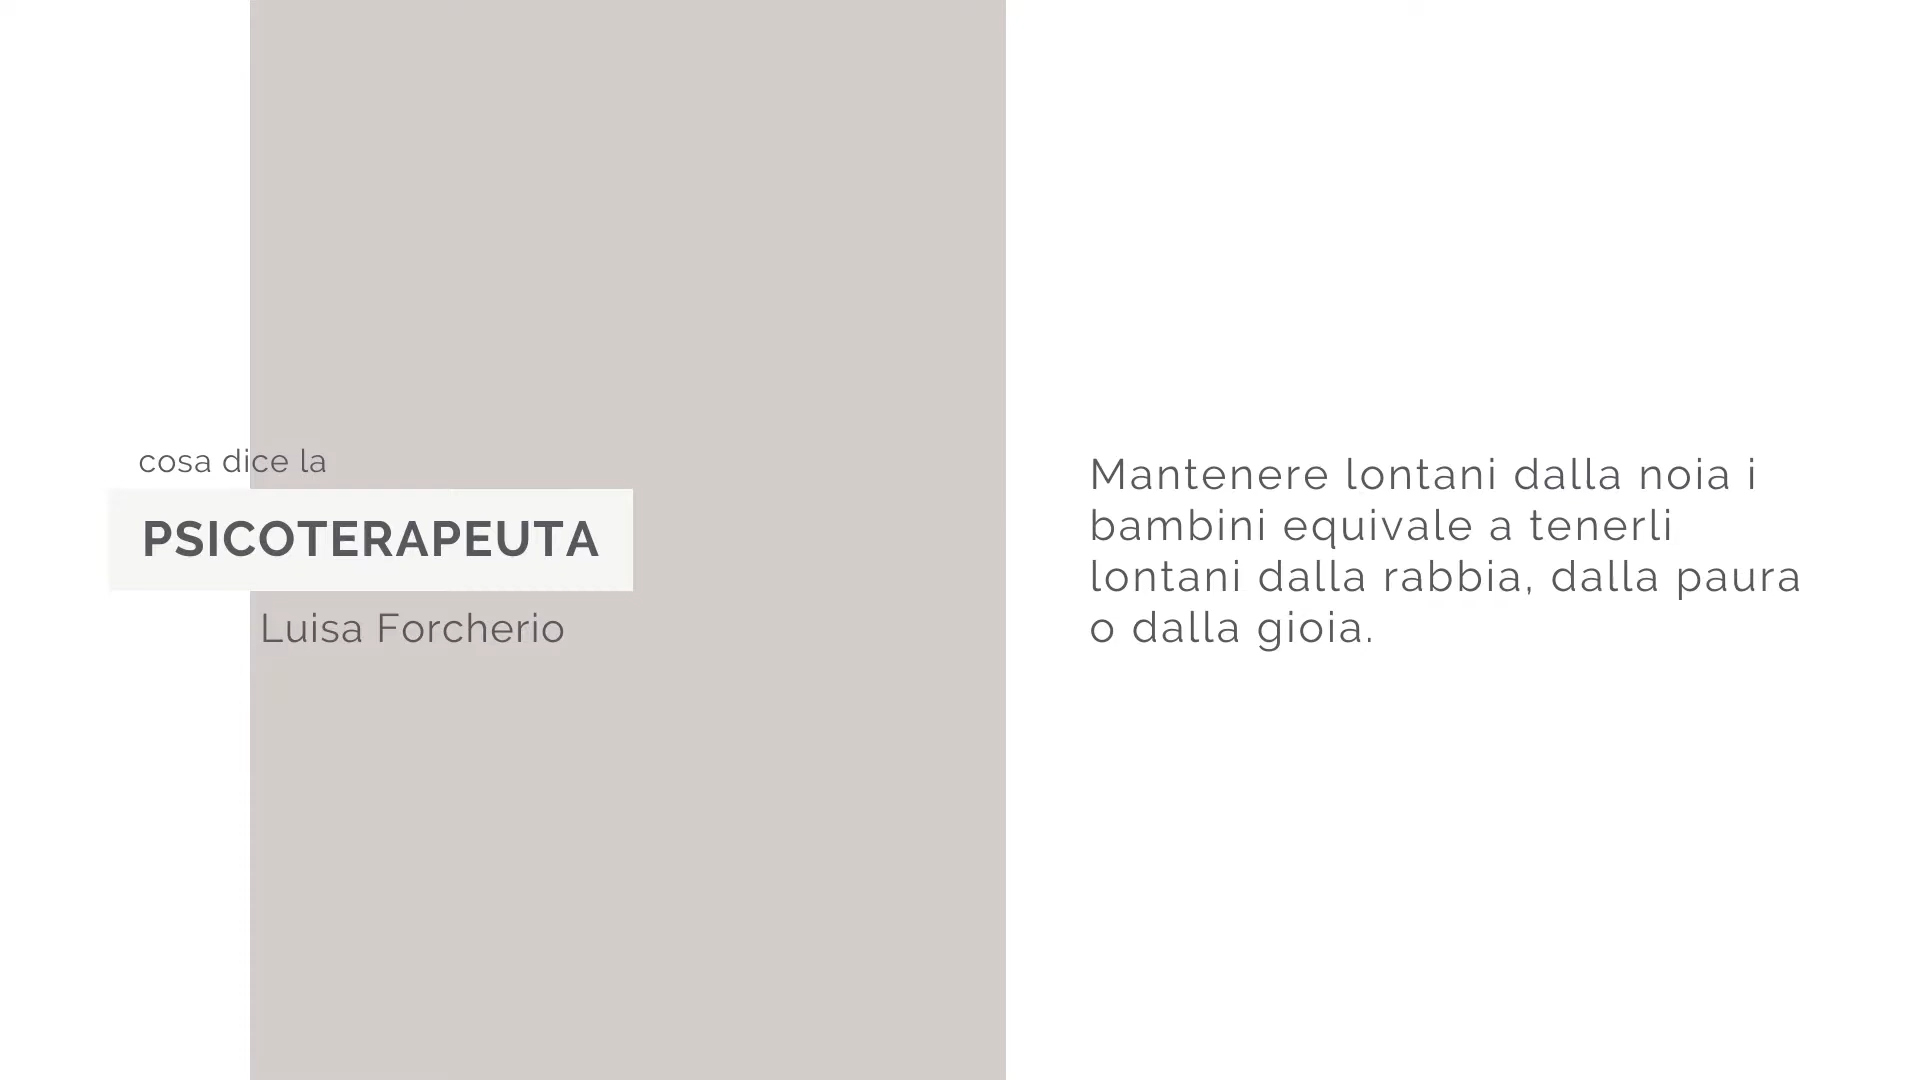 cosa dice la
PSICOTERAPEUTA
Luisa Forcherio
Mantenere lontani dalla noia i
bambini equivale a tenerli
lontani dalla rabbia, dalla paura
o dalla gioia.